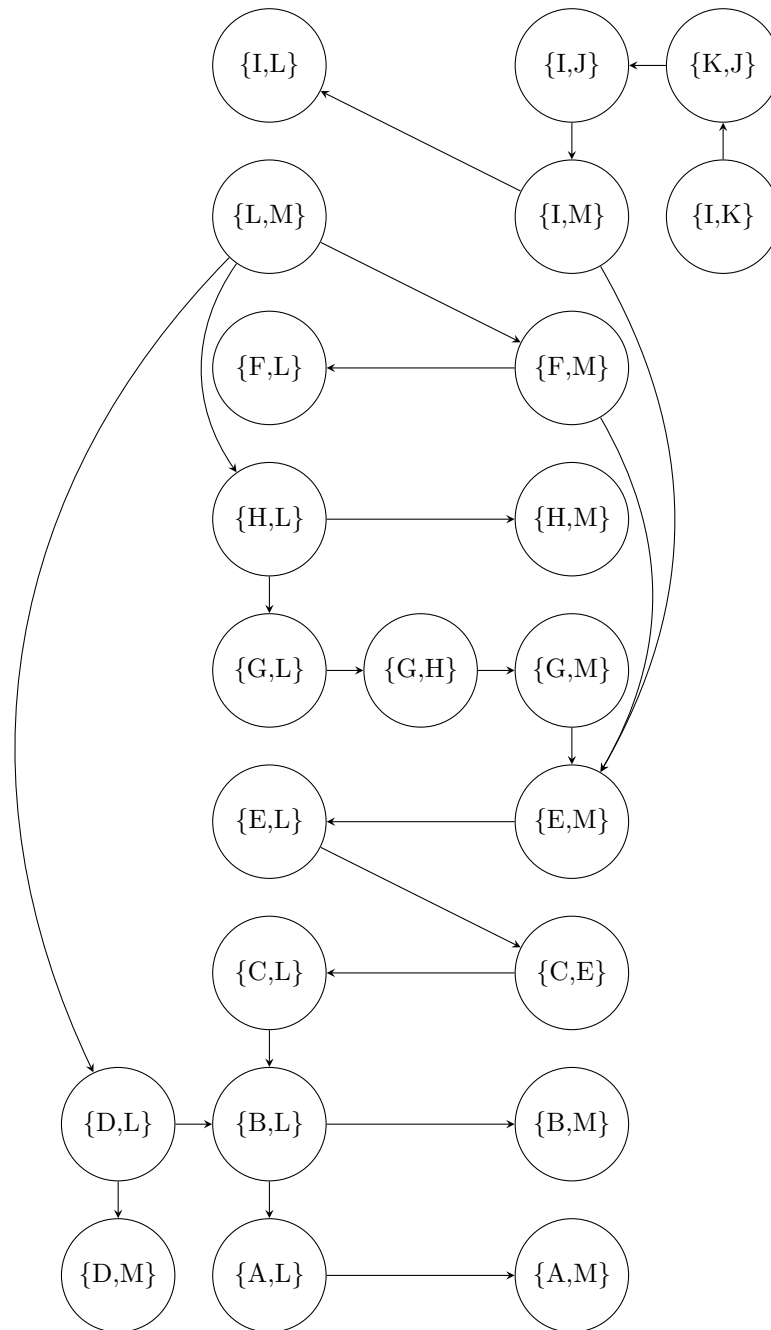 {I,L} {I,J} {K,J}
{L,M} {I,M} {I,K}
{F,L} {F,M}
{H,L} {H,M}
{G,L} {G,H} {G,M}
{E,L} {E,M}
{C,L} {C,E}
{D,L} {B,L} {B,M}
{D,M} {A,L} {A,M}